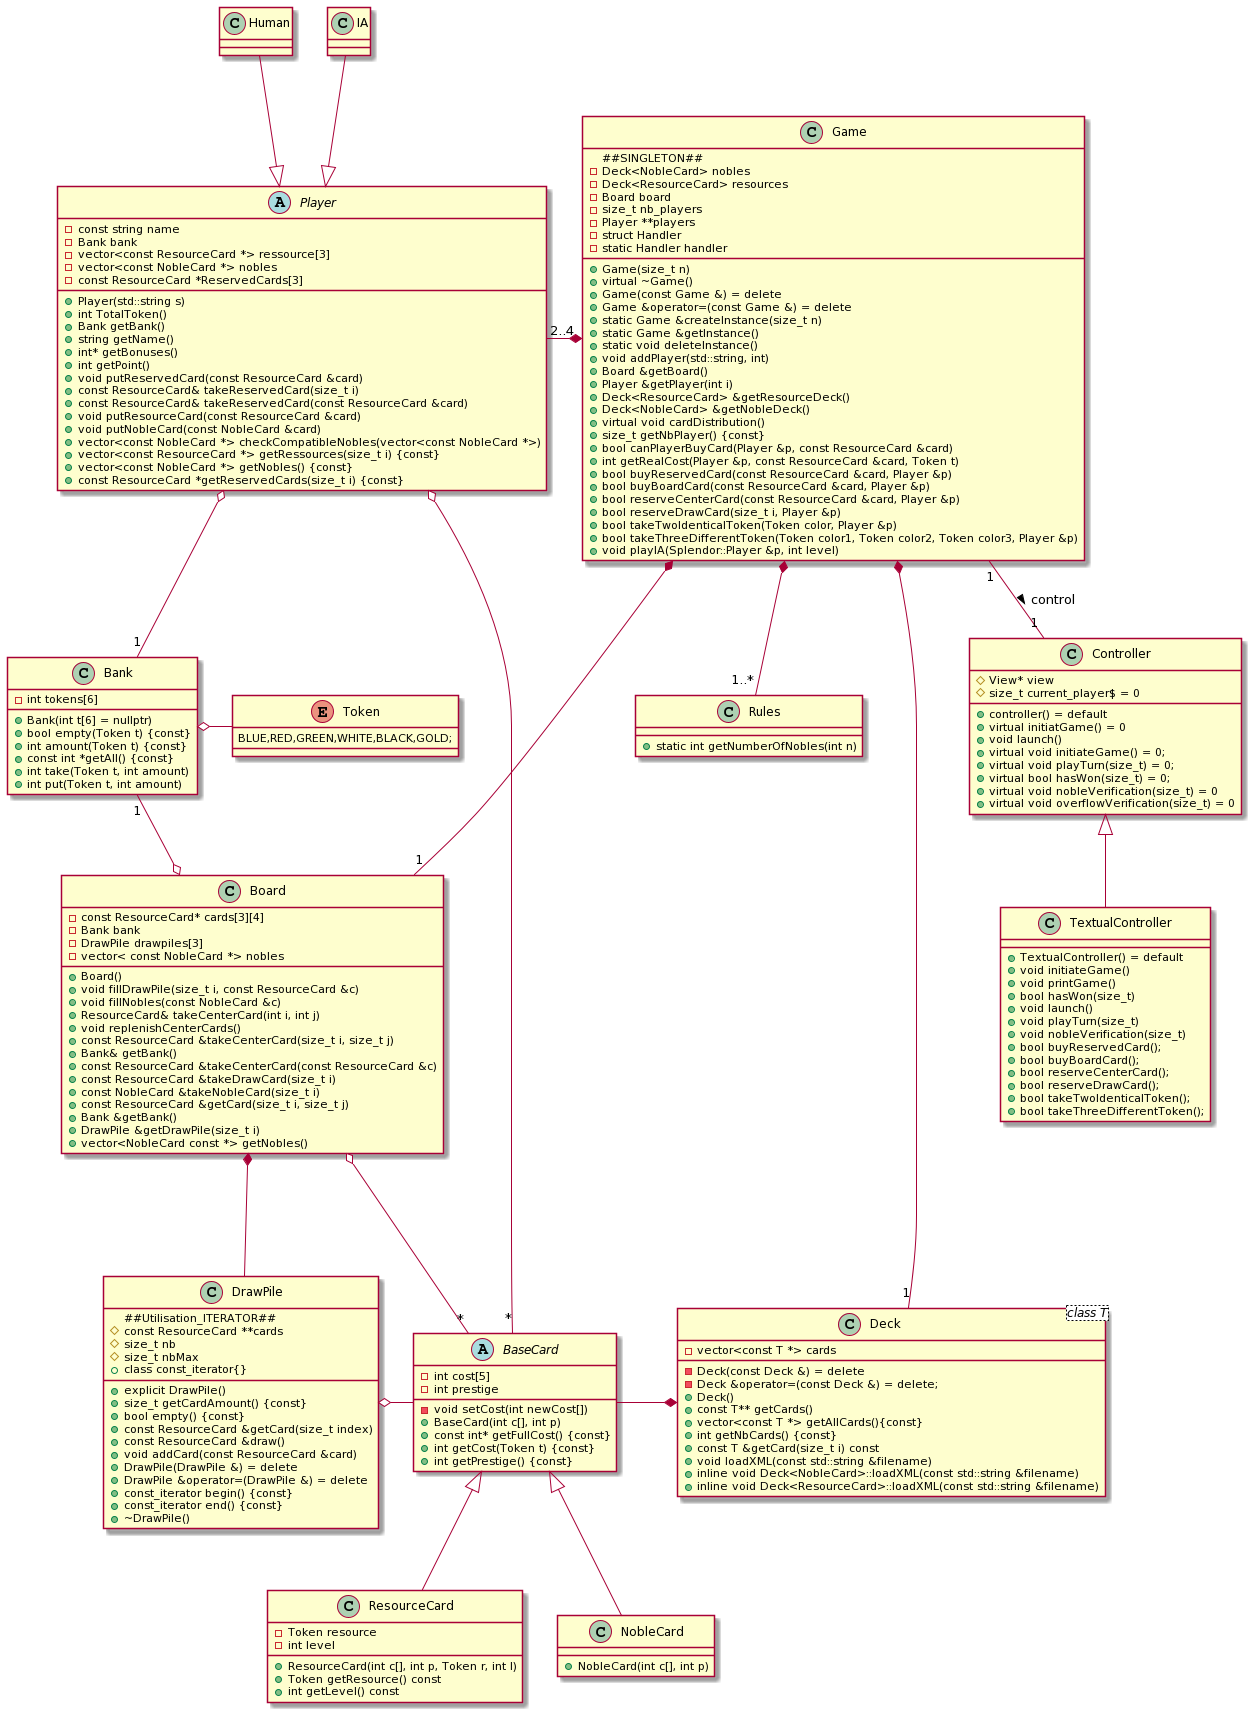 C Human
C IA
A Player
const string name
Bank bank
vector<const ResourceCard *> ressource[3]
vector<const NobleCard *> nobles
const ResourceCard *ReservedCards[3]
Player(std::string s)
int TotalToken()
Bank getBank()
string getName()
int* getBonuses()
int getPoint()
void putReservedCard(const ResourceCard &card)
const ResourceCard& takeReservedCard(size_t i)
const ResourceCard& takeReservedCard(const ResourceCard &card)
void putResourceCard(const ResourceCard &card)
void putNobleCard(const NobleCard &card)
vector<const NobleCard *> checkCompatibleNobles(vector<const NobleCard *>)
vector<const ResourceCard *> getRessources(size_t i) {const}
vector<const NobleCard *> getNobles() {const}
const ResourceCard *getReservedCards(size_t i) {const}
2..4
C Game
##SINGLETON##
Deck<NobleCard> nobles
Deck<ResourceCard> resources
Board board
size_t nb_players
Player **players
struct Handler
static Handler handler
Game(size_t n)
virtual ~Game()
Game(const Game &) = delete
Game &operator=(const Game &) = delete
static Game &createInstance(size_t n)
static Game &getInstance()
static void deleteInstance()
void addPlayer(std::string, int)
Board &getBoard()
Player &getPlayer(int i)
Deck<ResourceCard> &getResourceDeck()
Deck<NobleCard> &getNobleDeck()
virtual void cardDistribution()
size_t getNbPlayer() {const}
bool canPlayerBuyCard(Player &p, const ResourceCard &card)
int getRealCost(Player &p, const ResourceCard &card, Token t)
bool buyReservedCard(const ResourceCard &card, Player &p)
bool buyBoardCard(const ResourceCard &card, Player &p)
bool reserveCenterCard(const ResourceCard &card, Player &p)
bool reserveDrawCard(size_t i, Player &p)
bool takeTwoIdenticalToken(Token color, Player &p)
bool takeThreeDifferentToken(Token color1, Token color2, Token color3, Player &p)
void playIA(Splendor::Player &p, int level)
1
control
1
1
C Bank
int tokens[6]
Bank(int t[6] = nullptr)
bool empty(Token t) {const}
int amount(Token t) {const}
const int *getAll() {const}
int take(Token t, int amount)
int put(Token t, int amount)
1
E Token
BLUE,RED,GREEN,WHITE,BLACK,GOLD;
1..*
C Rules
static int getNumberOfNobles(int n)
C Controller
View* view
size_t current_player$ = 0
controller() = default
virtual initiatGame() = 0
void launch()
virtual void initiateGame() = 0;
virtual void playTurn(size_t) = 0;
virtual bool hasWon(size_t) = 0;
virtual void nobleVerification(size_t) = 0
virtual void overflowVerification(size_t) = 0
1
C Board
const ResourceCard* cards[3][4]
Bank bank
DrawPile drawpiles[3]
vector< const NobleCard *> nobles
Board()
void fillDrawPile(size_t i, const ResourceCard &c)
void fillNobles(const NobleCard &c)
ResourceCard& takeCenterCard(int i, int j)
void replenishCenterCards()
const ResourceCard &takeCenterCard(size_t i, size_t j)
Bank& getBank()
const ResourceCard &takeCenterCard(const ResourceCard &c)
const ResourceCard &takeDrawCard(size_t i)
const NobleCard &takeNobleCard(size_t i)
const ResourceCard &getCard(size_t i, size_t j)
Bank &getBank()
DrawPile &getDrawPile(size_t i)
vector<NobleCard const *> getNobles()
C TextualController
TextualController() = default
void initiateGame()
void printGame()
bool hasWon(size_t)
void launch()
void playTurn(size_t)
void nobleVerification(size_t)
bool buyReservedCard();
bool buyBoardCard();
bool reserveCenterCard();
bool reserveDrawCard();
bool takeTwoIdenticalToken();
bool takeThreeDifferentToken();
C DrawPile
##Utilisation_ITERATOR##
const ResourceCard **cards
size_t nb
size_t nbMax
class const_iterator{}
explicit DrawPile()
size_t getCardAmount() {const}
bool empty() {const}
const ResourceCard &getCard(size_t index)
const ResourceCard &draw()
void addCard(const ResourceCard &card)
DrawPile(DrawPile &) = delete
DrawPile &operator=(DrawPile &) = delete
const_iterator begin() {const}
const_iterator end() {const}
~DrawPile()
*
*
A BaseCard
int cost[5]
int prestige
void setCost(int newCost[])
BaseCard(int c[], int p)
const int* getFullCost() {const}
int getCost(Token t) {const}
int getPrestige() {const}
1
class T
C Deck
vector<const T *> cards
Deck(const Deck &) = delete
Deck &operator=(const Deck &) = delete;
Deck()
const T** getCards()
vector<const T *> getAllCards(){const}
int getNbCards() {const}
const T &getCard(size_t i) const
void loadXML(const std::string &filename)
inline void Deck<NobleCard>::loadXML(const std::string &filename)
inline void Deck<ResourceCard>::loadXML(const std::string &filename)
C ResourceCard
Token resource
int level
ResourceCard(int c[], int p, Token r, int l)
Token getResource() const
int getLevel() const
C NobleCard
NobleCard(int c[], int p)